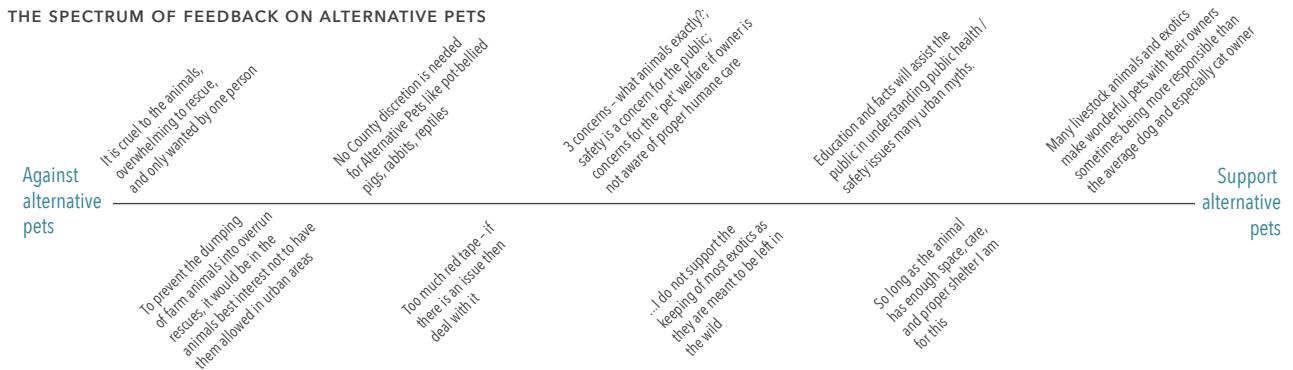 THE SPECTRUM OF FEEDBACK ON ALTERNATIVE PETS
Against
alternative
pets
It is cruel to the animals,
overwhelming to rescue,
and only wanted by one person
No County discretion is needed
for Alternative Pets like pot-bellied
pigs, rabbits, reptiles
3 concerns – what animals exactly?;
safety is a concern for the public;
concerns for the 'pet' welfare if owner is
not aware of proper humane care
Education and facts will assist the
public in understanding public health /
safety issues many urban myths.
Many livestock animals and exotics
make wonderful pets with their owners
sometimes being more responsible than
the average dog and especially cat owner
To prevent the dumping
of farm animals into overrun
rescues, it would be in the
animals best interest not to have
them allowed in urban areas
Too much red tape – if
there is an issue then
deal with it
...I do not support the
keeping of most exotics as
they are meant to be left in
the wild
So long as the animal
has enough space, care,
and proper shelter I am
for this
Support
alternative
pets